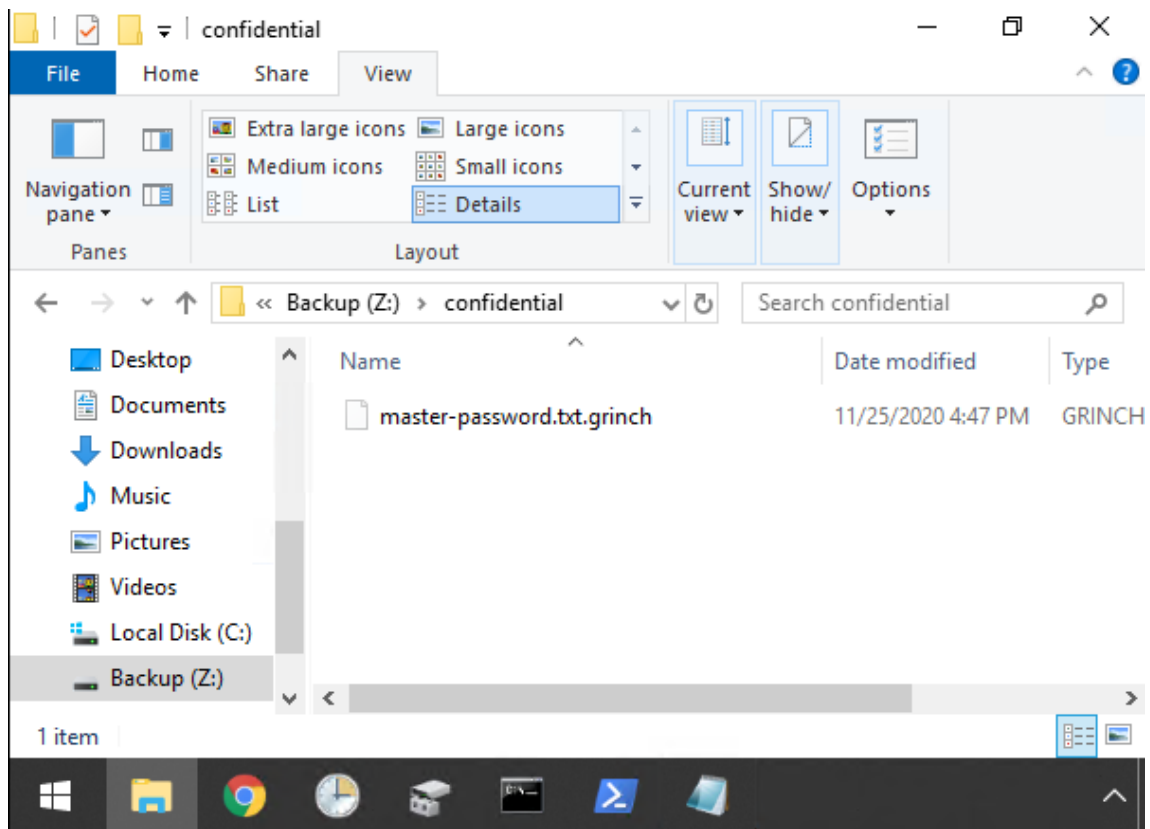 confidential
File Home Share View
Extra large icons Large icons
Medium icons Small icons
List Details
Navigation pane
Current view
Show/ hide
Options
Panes
Layout
« Backup (Z:) › confidential
Search confidential
Name Date modified Type
master-password.txt.grinch 11/25/2020 4:47 PM GRINCH
Desktop
Documents
Downloads
Music
Pictures
Videos
Local Disk (C:)
Backup (Z:)
1 item